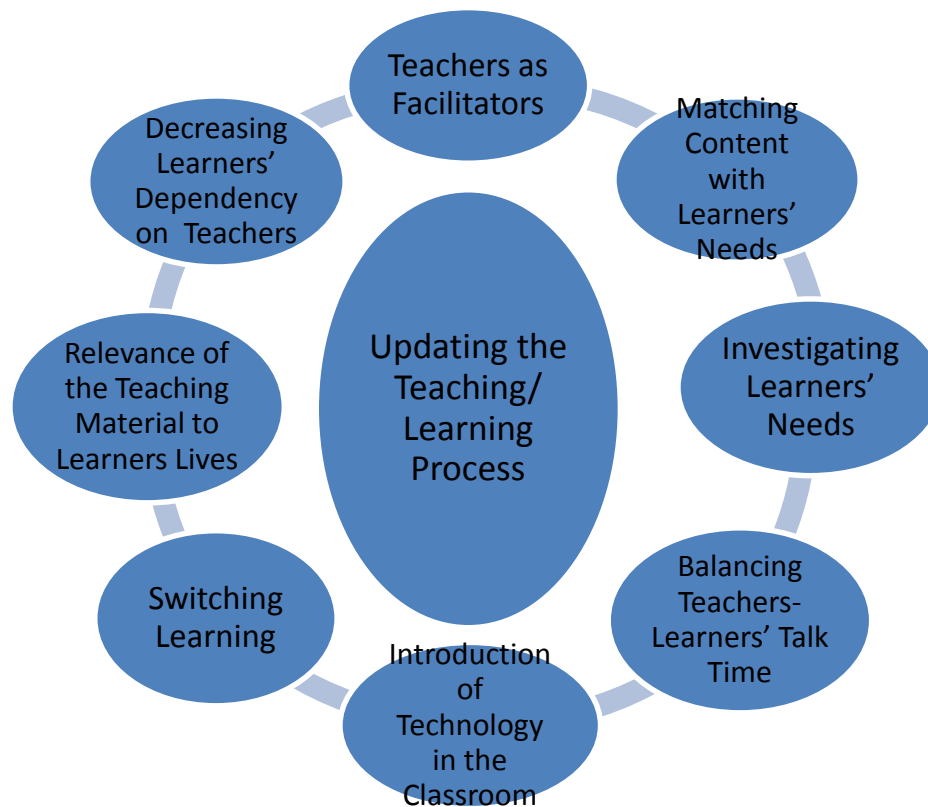 Teachers as
Facilitators
Matching
Content
with
Learners’
Needs
Investigating
Learners’
Needs
Balancing
Teachers-
Learners’ Talk
Time
Introduction
of
Technology
in the
Classroom
Switching
Learning
Relevance of
the Teaching
Material to
Learners Lives
Decreasing
Learners’
Dependency
on Teachers
Updating the
Teaching/
Learning
Process